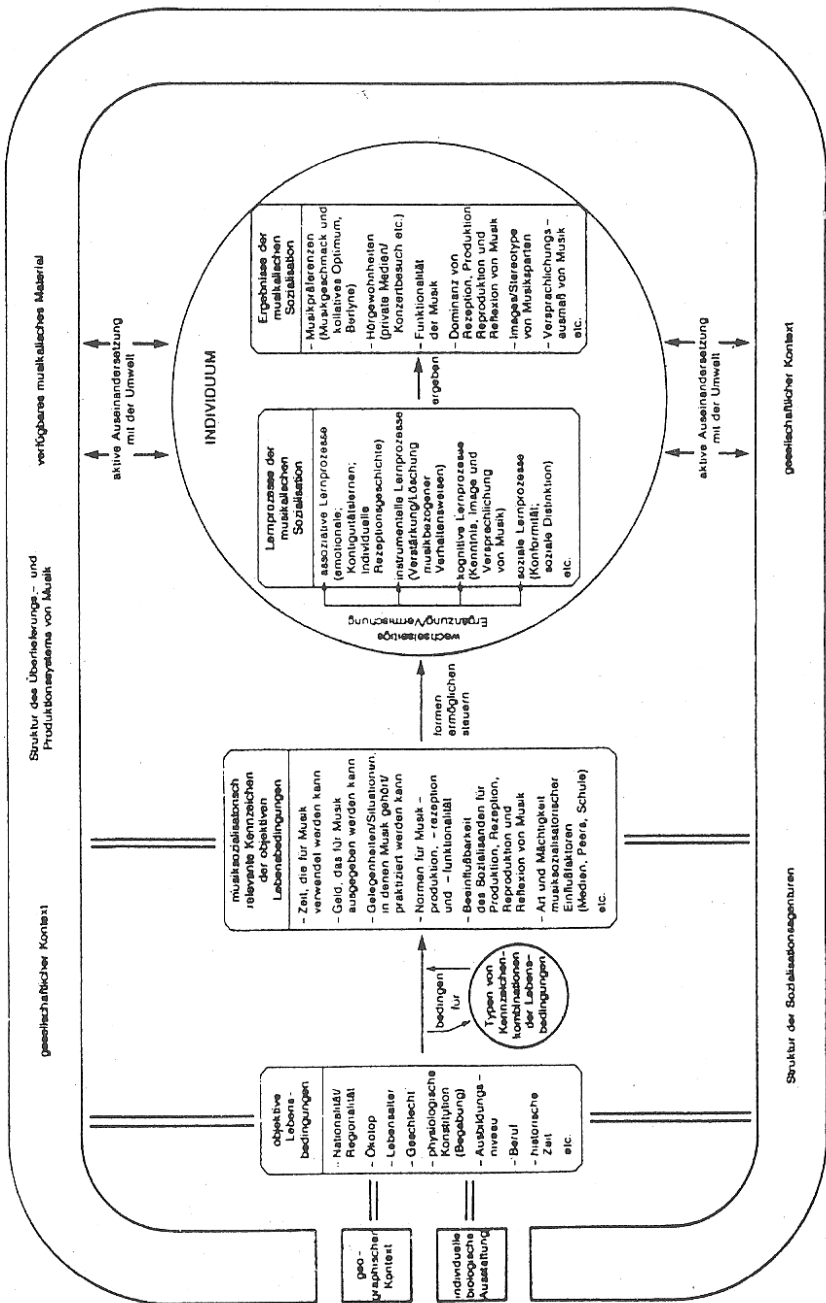 gesellschaftlicher Kontext
Struktur des Überlieferungs- und
Produktionssystems von Musik
verfügbares musikalisches Material
geo-
graphischer
Kontext
individuelle
biologische
Ausstattung
objektive
Lebens-
bedingungen
- Nationalität/
Regionalität
- Ökotop
- Lebensalter
- Geschlecht
- physiologische
Konstitution
(Begabung)
- Ausbildungs-
niveau
- Beruf
- historische
Zeit
etc.
bedingen
für
Typen von
Kennzeichen-
kombinationen
der Lebens-
bedingungen
musiksozialisatorisch
relevante Kennzeichen
der objektiven
Lebensbedingungen
- Zeit, die für Musik
verwendet werden kann
- Geld, das für Musik
ausgegeben werden kann
- Gelegenheiten/Situationen,
in denen Musik gehört/
praktiziert werden kann
- Normen für Musik-
produktion, -rezeption
und -funktionalität
- Beeinflußbarkeit
des Sozialisanden für
Produktion, Rezeption,
Reproduktion und
Reflexion von Musik
- Art und Mächtigkeit
musiksozialisatorischer
Einflußfaktoren
(Medien, Peers, Schule)
etc.
formen
ermöglichen
steuern
aktive Auseinandersetzung
mit der Umwelt
INDIVIDUUM
wechselseitige
Ergänzung/Vermischung
Lernprozesse der
musikalischen
Sozialisation
assoziative Lernprozesse
(emotionale;
Kontiguitätslernen;
Individuelle
Rezeptionsgeschichte)
instrumentelle Lernprozesse
(Verstärkung/Löschung
musikbezogener
Verhaltensweisen)
kognitive Lernprozesse
(Kenntnis, Image und
Versprachlichung
von Musik)
soziale Lernprozesse
(Konformität;
soziale Distinktion)
etc.
ergeben
Ergebnisse der
musikalischen
Sozialisation
- Musikpräferenzen
(Musikgeschmack und
kollatives Optimum,
Berlyne)
- Hörgewohnheiten
(private Medien/
Konzertbesuch etc.)
- Funktionalität
der Musik
- Dominanz von
Rezeption, Produktion
Reproduktion und
Reflexion von Musik
- Images/Stereotype
von Musiksparten
- Versprachlichungs-
ausmaß von Musik
etc.
aktive Auseinandersetzung
mit der Umwelt
Struktur der Sozialisationsagenturen
gesellschaftlicher Kontext